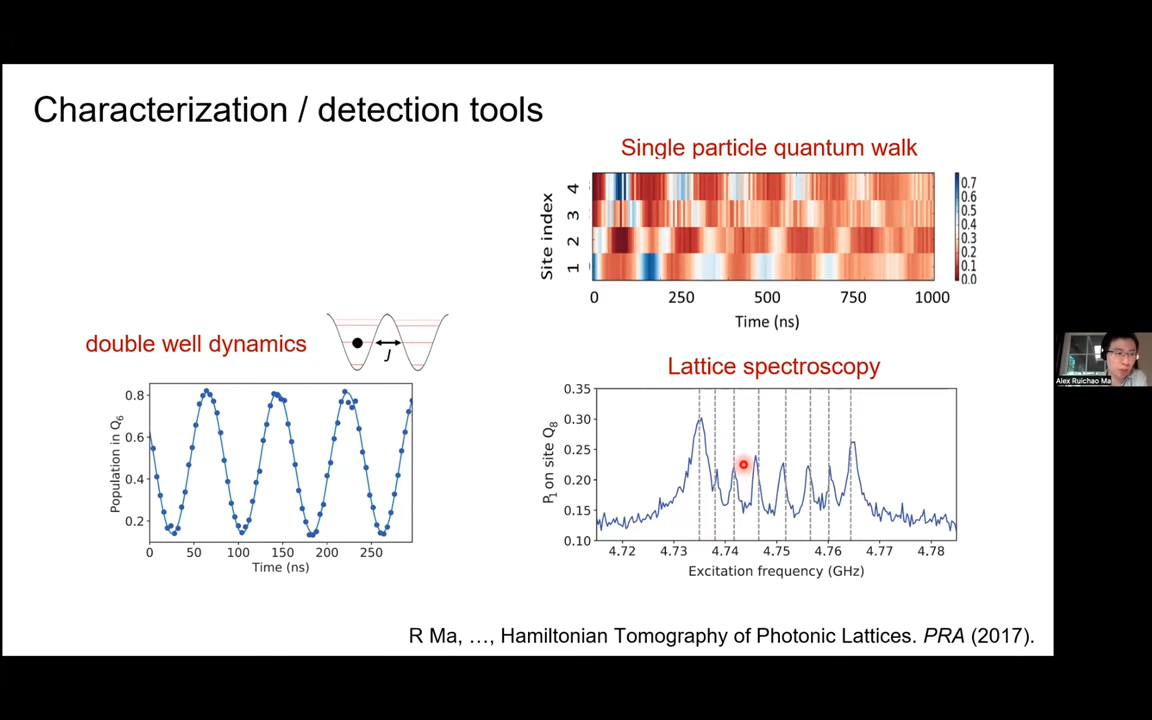 Characterization / detection tools
Single particle quantum walk
Site index
4
3
2
1
0.7
0.6
0.5
0.4
0.3
0.2
0.1
0.0
0 250 500 750 1000
Time (ns)
double well dynamics
J
Population in Q6
0.8
0.6
0.4
0.2
0 50 100 150 200 250
Time (ns)
Lattice spectroscopy
P1 on site Q8
0.35
0.30
0.25
0.20
0.15
0.10
4.72 4.73 4.74 4.75 4.76 4.77 4.78
Excitation frequency (GHz)
R Ma, ..., Hamiltonian Tomography of Photonic Lattices. PRA (2017).
Alex Ruichao Ma